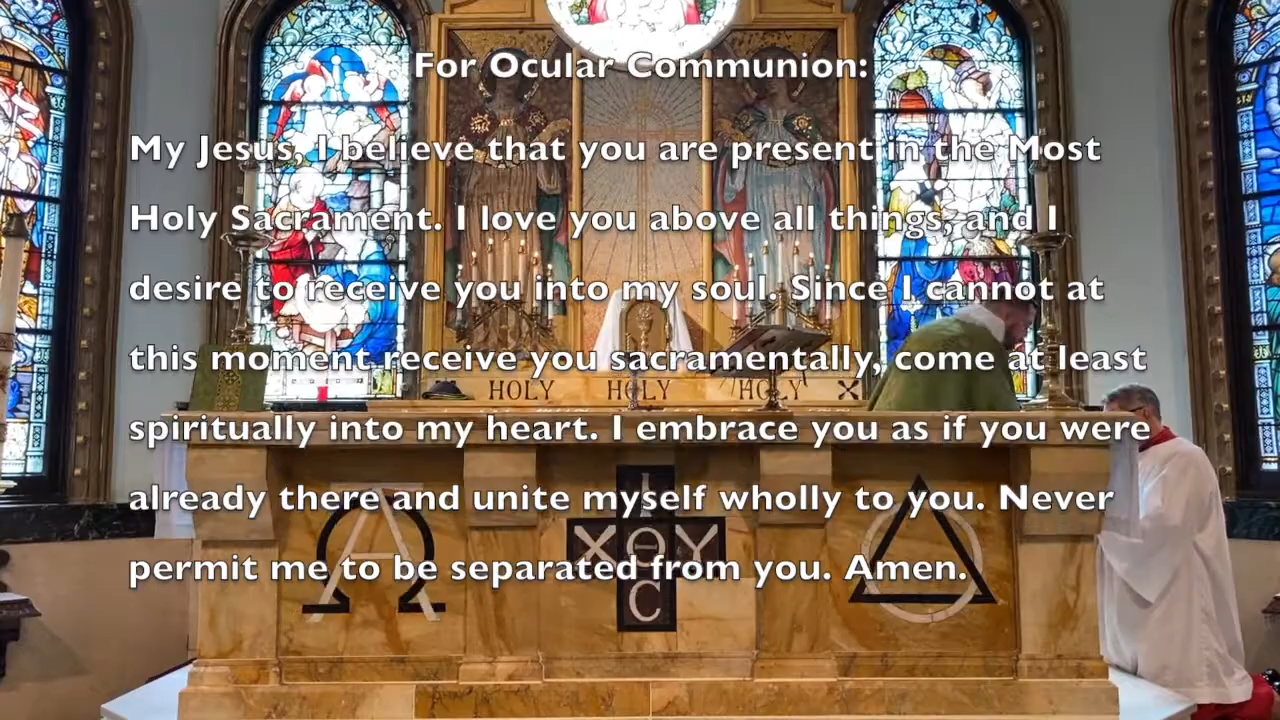 For Ocular Communion:
My Jesus, I believe that you are present in the Most
Holy Sacrament. I love you above all things, and I
desire to receive you into my soul. Since I cannot at
this moment receive you sacramentally, come at least
spiritually into my heart. I embrace you as if you were
already there and unite myself wholly to you. Never
permit me to be separated from you. Amen.
HOLY HOLY HOLY
Α Ω
Ι
ΧΘΥ
C